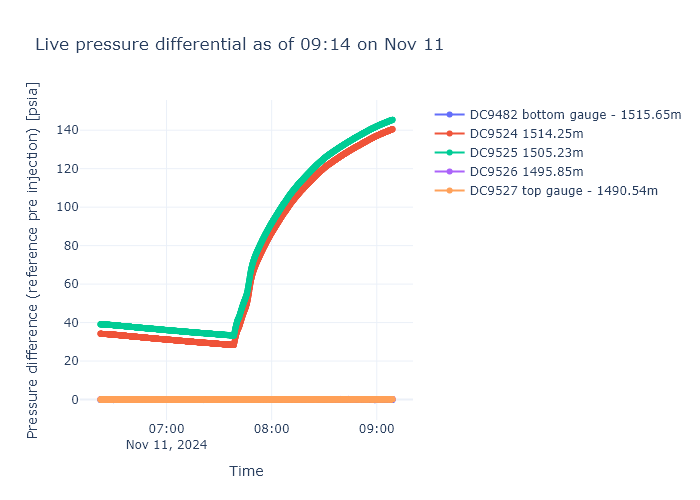 Live pressure differential as of 09:14 on Nov 11
Pressure difference (reference pre injection) [psia]
140
120
100
80
60
40
20
0
07:00
Nov 11, 2024
08:00
09:00
Time
DC9482 bottom gauge - 1515.65m
DC9524 1514.25m
DC9525 1505.23m
DC9526 1495.85m
DC9527 top gauge - 1490.54m